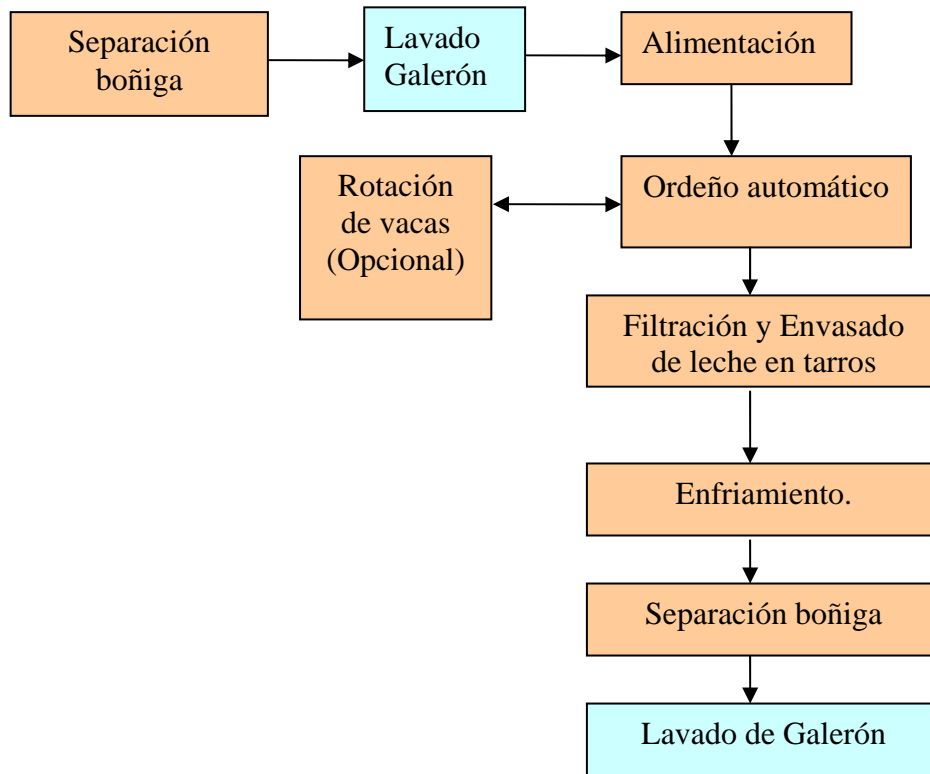 Separación
boñiga
Lavado
Galerón
Alimentación
Rotación
de vacas
(Opcional)
Ordeño automático
Filtración y Envasado
de leche en tarros
Enfriamiento.
Separación boñiga
Lavado de Galerón